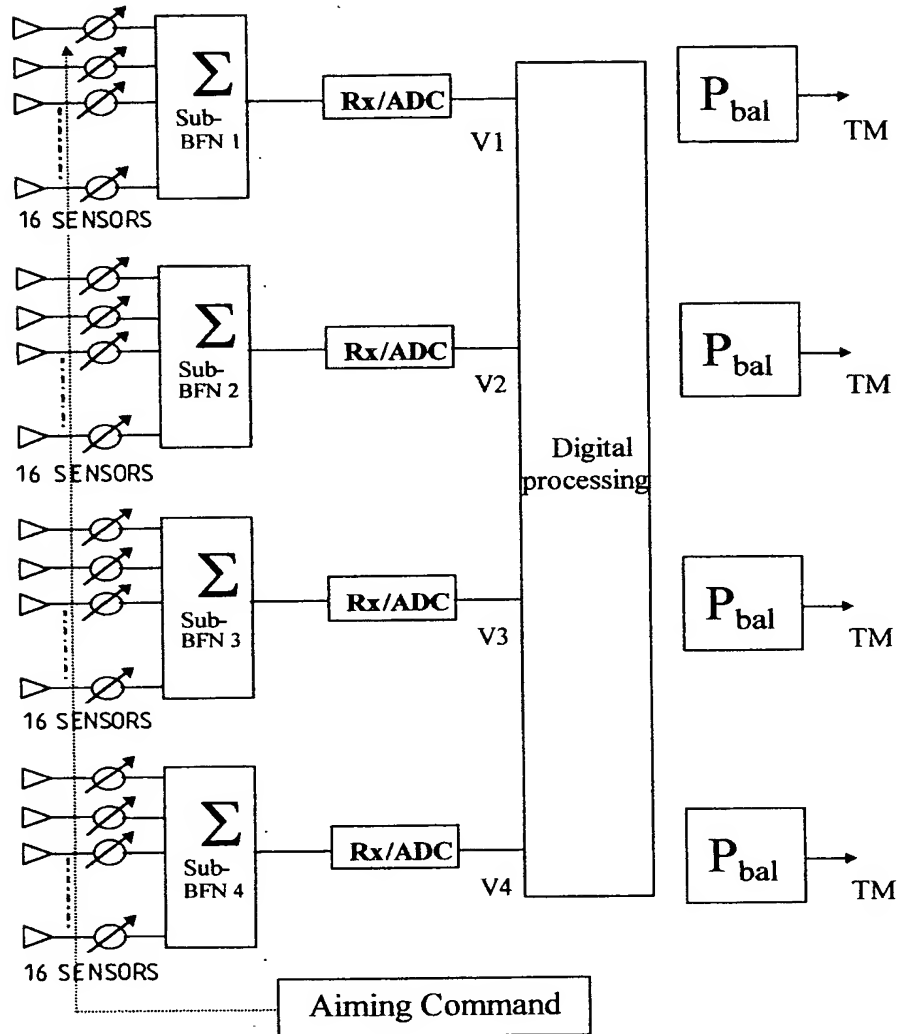 Σ
Sub-
BFN 1
Rx/ADC
V1
P bal
TM
16 SENSORS
Σ
Sub-
BFN 2
Rx/ADC
V2
P bal
TM
16 SENSORS
Digital
processing
Σ
Sub-
BFN 3
Rx/ADC
V3
P bal
TM
16 SENSORS
Σ
Sub-
BFN 4
Rx/ADC
V4
P bal
TM
16 SENSORS
Aiming Command